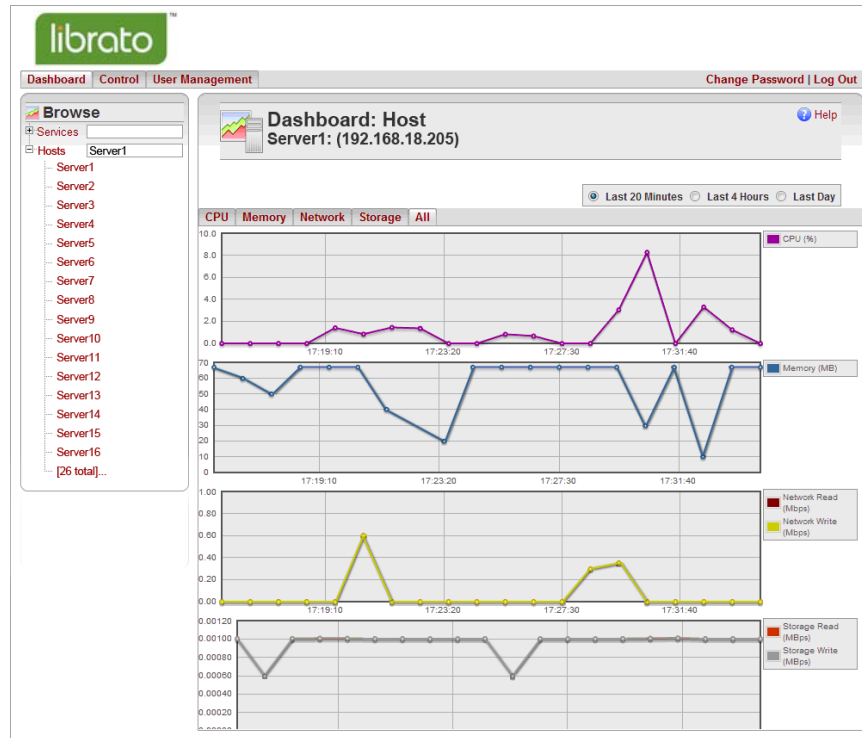 librato™
Dashboard Control User Management Change Password | Log Out
Browse
Services
Hosts Server1
Server1
Server2
Server3
Server4
Server5
Server6
Server7
Server8
Server9
Server10
Server11
Server12
Server13
Server14
Server15
Server16
[26 total]...
Dashboard: Host
Server1: (192.168.18.205)
Help
Last 20 Minutes Last 4 Hours Last Day
CPU Memory Network Storage All
10.0
8.0
6.0
4.0
2.0
0.0
17:19:10 17:23:20 17:27:30 17:31:40
CPU (%)
70
60
50
40
30
20
10
0
17:19:10 17:23:20 17:27:30 17:31:40
Memory (MB)
1.00
0.80
0.60
0.40
0.20
0.00
17:19:10 17:23:20 17:27:30 17:31:40
Network Read
(Mbps)
Network Write
(Mbps)
0.00120
0.00100
0.00080
0.00060
0.00040
0.00020
0.00000
Storage Read
(MBps)
Storage Write
(MBps)